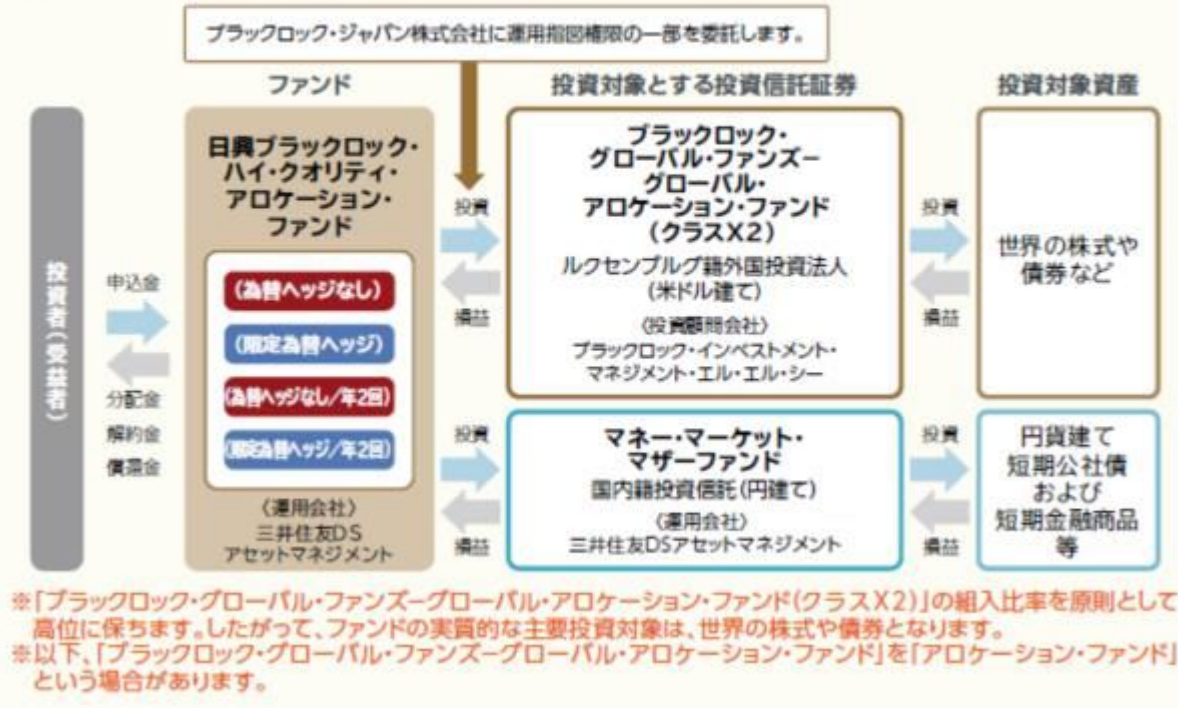 ブラックロック・ジャパン株式会社に運用指図権限の一部を委託します。
ファンド
投資対象とする投資信託証券
投資対象資産
投資者(受益者)
申込金
分配金
解約金
償還金
日興ブラックロック・
ハイ・クオリティ・
アロケーション・
ファンド
(為替ヘッジなし)
(限定為替ヘッジ)
(為替ヘッジなし/年2回)
(限定為替ヘッジ/年2回)
〈運用会社〉
三井住友DS
アセットマネジメント
投資
損益
投資
損益
ブラックロック・
グローバル・ファンズ−
グローバル・
アロケーション・ファンド
(クラスX2)
ルクセンブルグ籍外国投資法人
(米ドル建て)
〈投資顧問会社〉
ブラックロック・インベストメント・
マネジメント・エル・エル・シー
マネー・マーケット・
マザーファンド
国内籍投資信託(円建て)
〈運用会社〉
三井住友DSアセットマネジメント
投資
損益
投資
損益
世界の株式や
債券など
円貨建て
短期公社債
および
短期金融商品
等
※「ブラックロック・グローバル・ファンズ−グローバル・アロケーション・ファンド(クラスX2)」の組入比率を原則として
高位に保ちます。したがって、ファンドの実質的な主要投資対象は、世界の株式や債券となります。
※以下、「ブラックロック・グローバル・ファンズ−グローバル・アロケーション・ファンド」を「アロケーション・ファンド」
という場合があります。